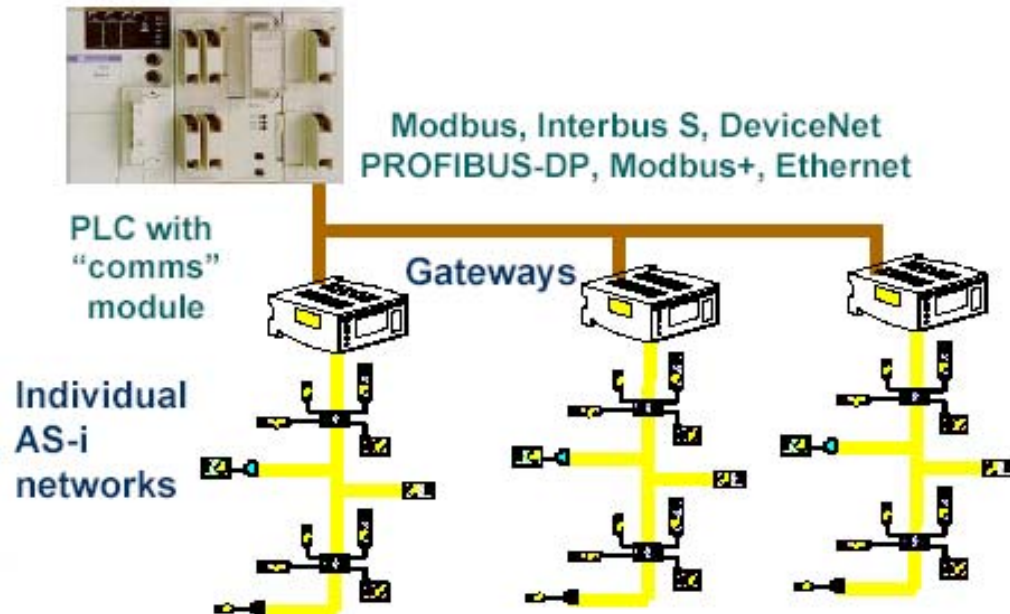 Modbus, Interbus S, DeviceNet
PROFIBUS-DP, Modbus+, Ethernet
PLC with
“comms”
module
Gateways
Individual
AS-i
networks